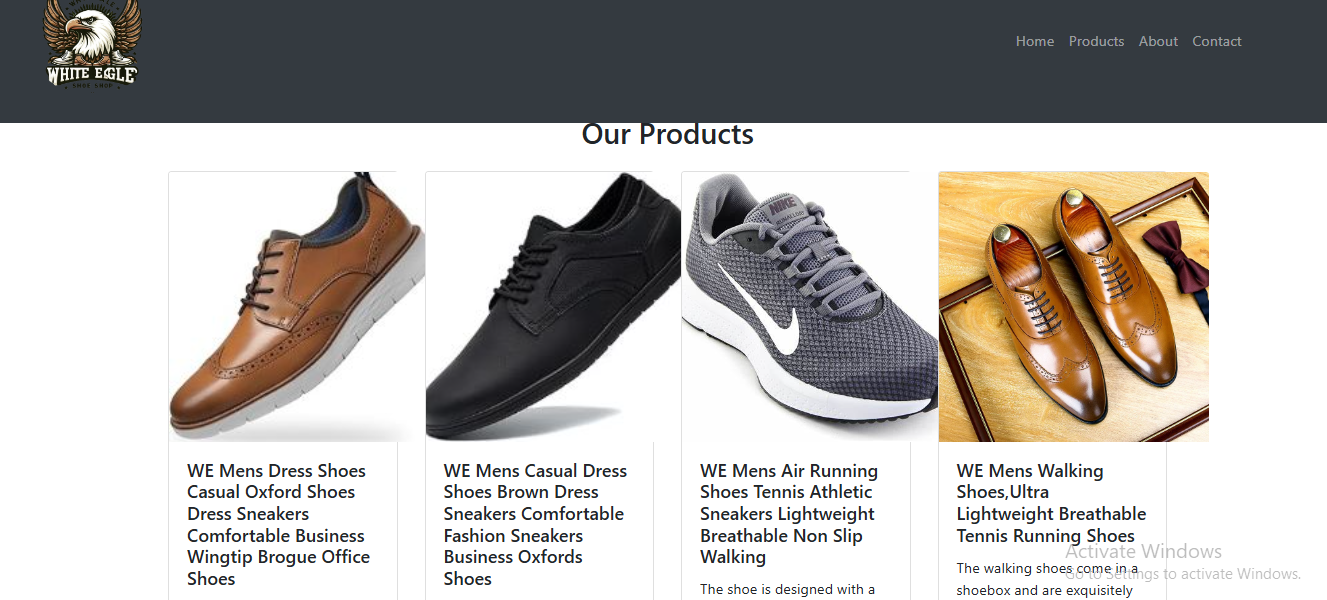 WHITE EGLE
SHOE SHOP
Home Products About Contact
Our Products
NIKE
WE Mens Dress Shoes
Casual Oxford Shoes
Dress Sneakers
Comfortable Business
Wingtip Brogue Office
Shoes
WE Mens Casual Dress
Shoes Brown Dress
Sneakers Comfortable
Fashion Sneakers
Business Oxfords
Shoes
WE Mens Air Running
Shoes Tennis Athletic
Sneakers Lightweight
Breathable Non Slip
Walking
The shoe is designed with a
WE Mens Walking
Shoes,Ultra
Lightweight Breathable
Tennis Running Shoes
The walking shoes come in a
shoebox and are exquisitely
Activate Windows
Go to Settings to activate Windows.